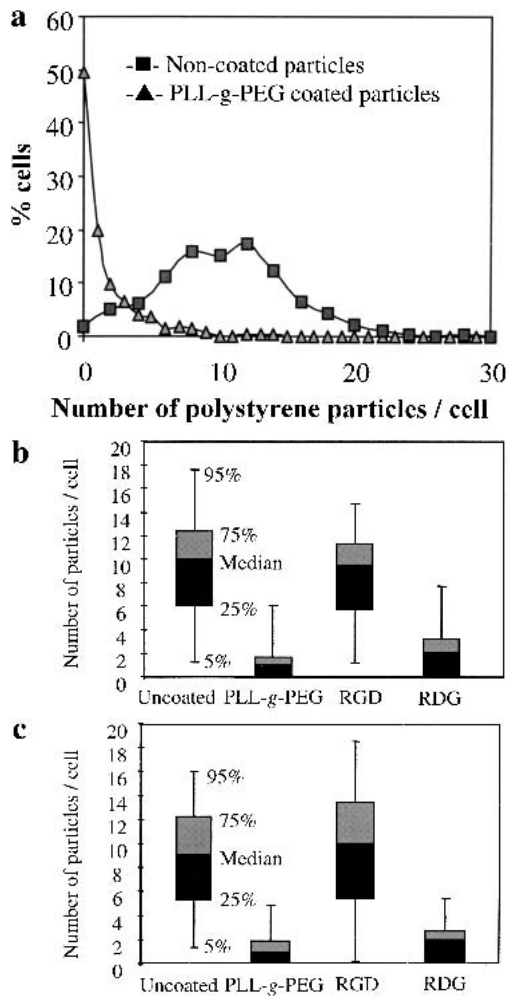 a
60
50
40
30
20
10
0
% cells
-■- Non-coated particles
-▲- PLL-g-PEG coated particles
0 10 20 30
Number of polystyrene particles / cell
b
20
18
16
14
12
10
8
6
4
2
0
Number of particles / cell
95%
75%
Median
25%
5%
Uncoated PLL-g-PEG RGD RDG
c
20
18
16
14
12
10
8
6
4
2
0
Number of particles / cell
95%
75%
Median
25%
5%
Uncoated PLL-g-PEG RGD RDG